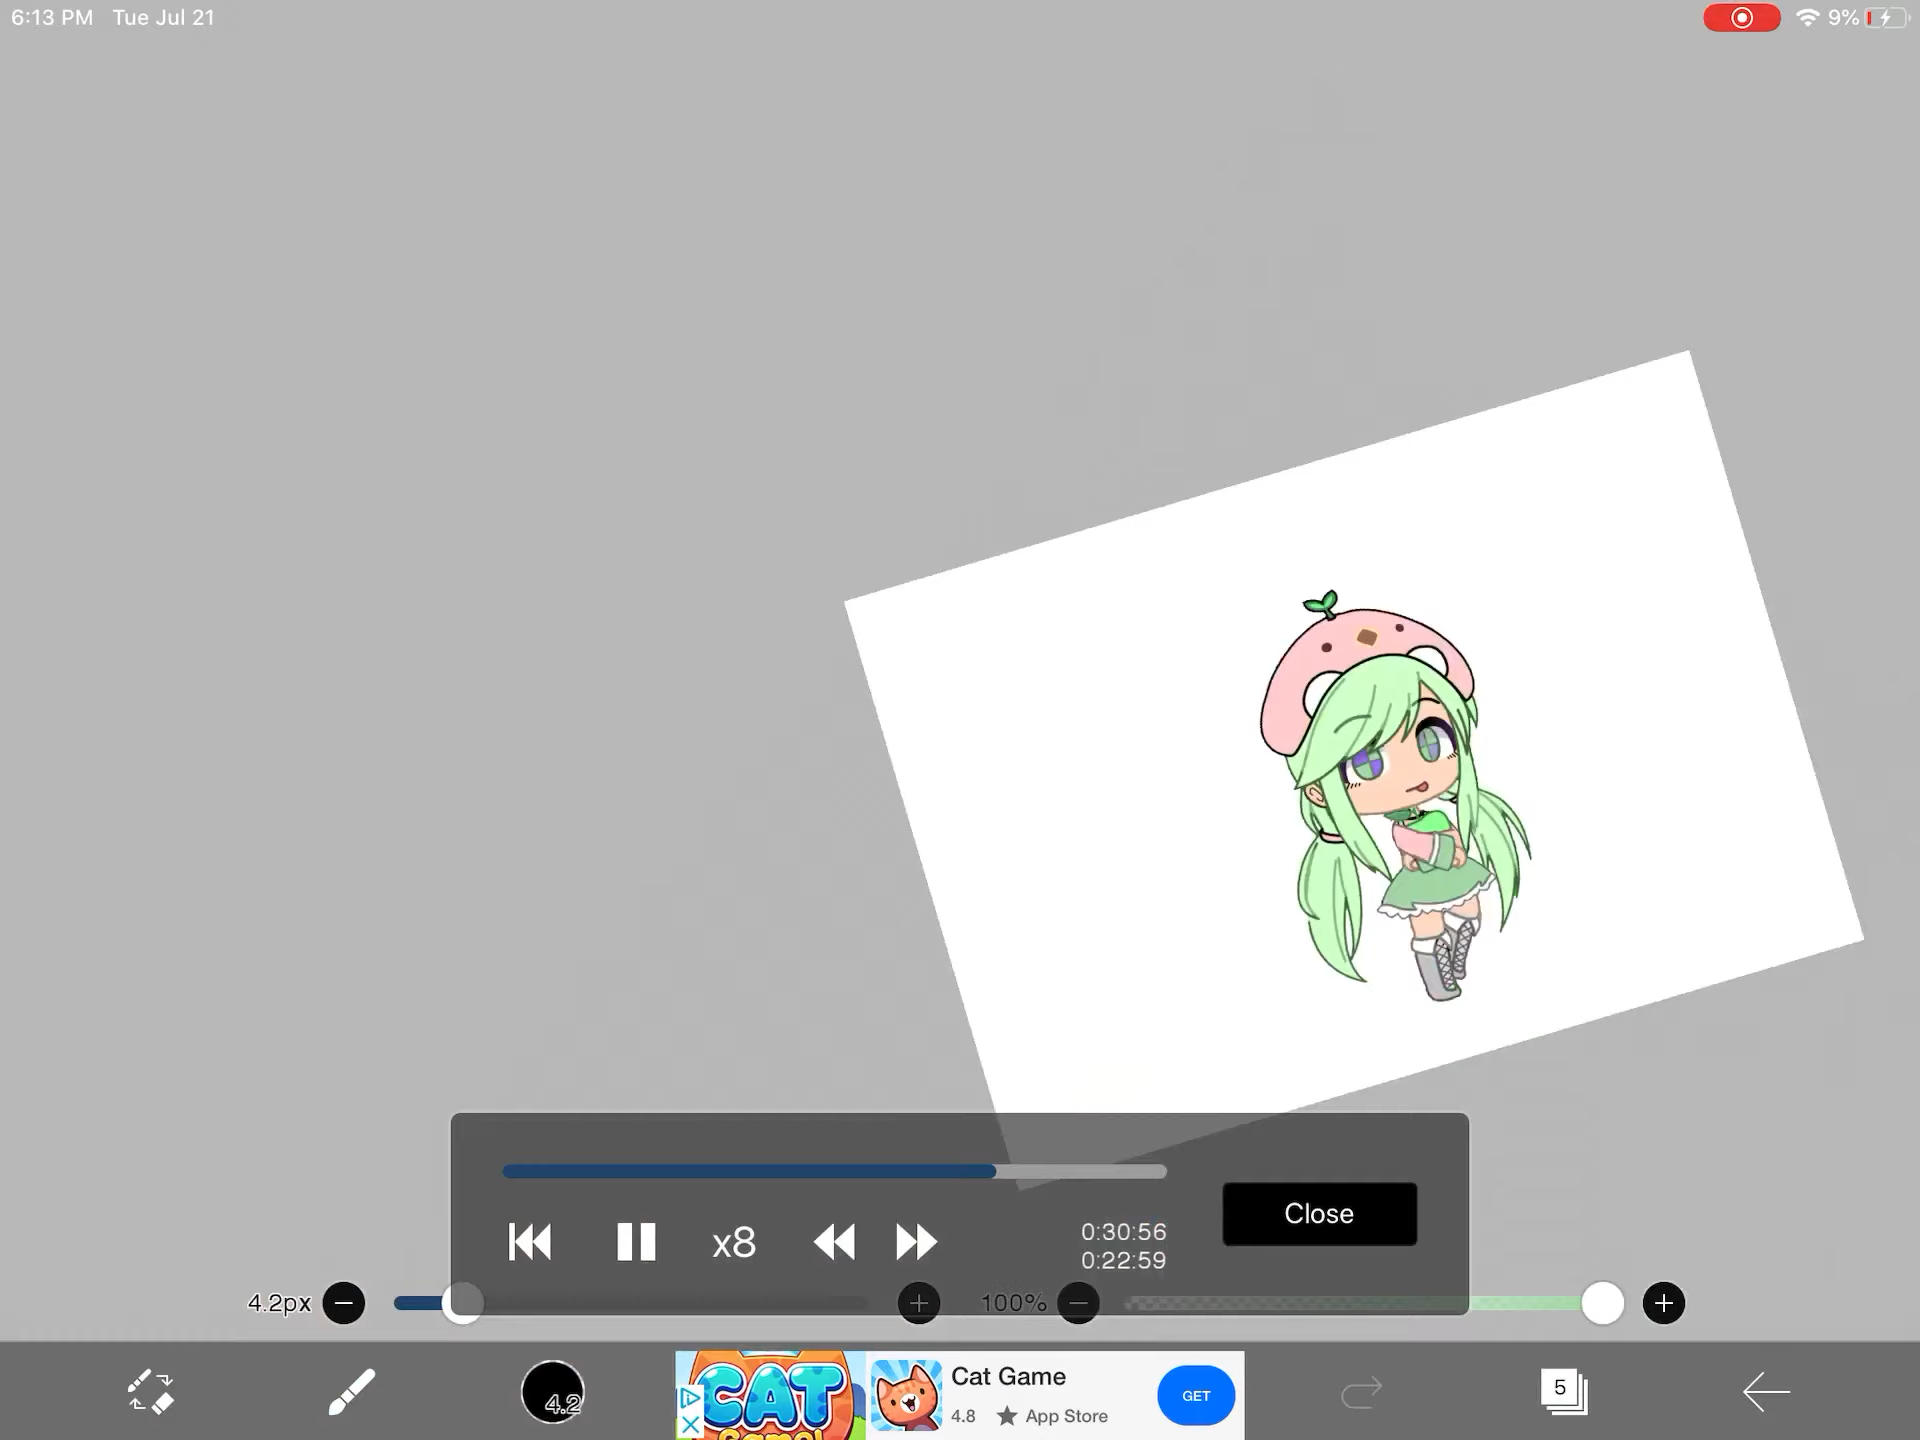 6:13 PM Tue Jul 21
9%
x8
0:30:56
0:22:59
Close
4.2px
100%
4.2
CAT
Game!
Cat Game
4.8 ★ App Store
GET
5